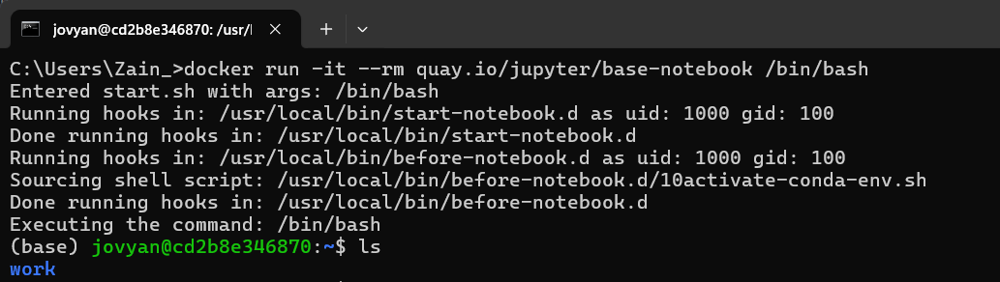 jovyan@cd2b8e346870: /usr/l
C:\Users\Zain_>docker run -it --rm quay.io/jupyter/base-notebook /bin/bash
Entered start.sh with args: /bin/bash
Running hooks in: /usr/local/bin/start-notebook.d as uid: 1000 gid: 100
Done running hooks in: /usr/local/bin/start-notebook.d
Running hooks in: /usr/local/bin/before-notebook.d as uid: 1000 gid: 100
Sourcing shell script: /usr/local/bin/before-notebook.d/10activate-conda-env.sh
Done running hooks in: /usr/local/bin/before-notebook.d
Executing the command: /bin/bash
(base) jovyan@cd2b8e346870:~$ ls
work